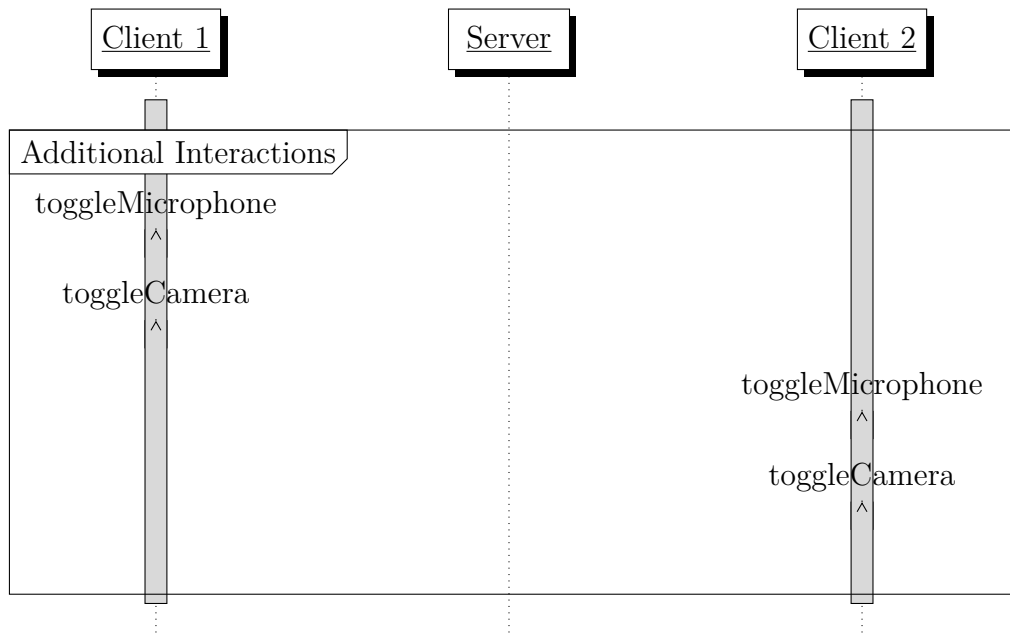 Client 1
Server
Client 2
Additional Interactions
toggleMicrophone
toggleCamera
toggleMicrophone
toggleCamera